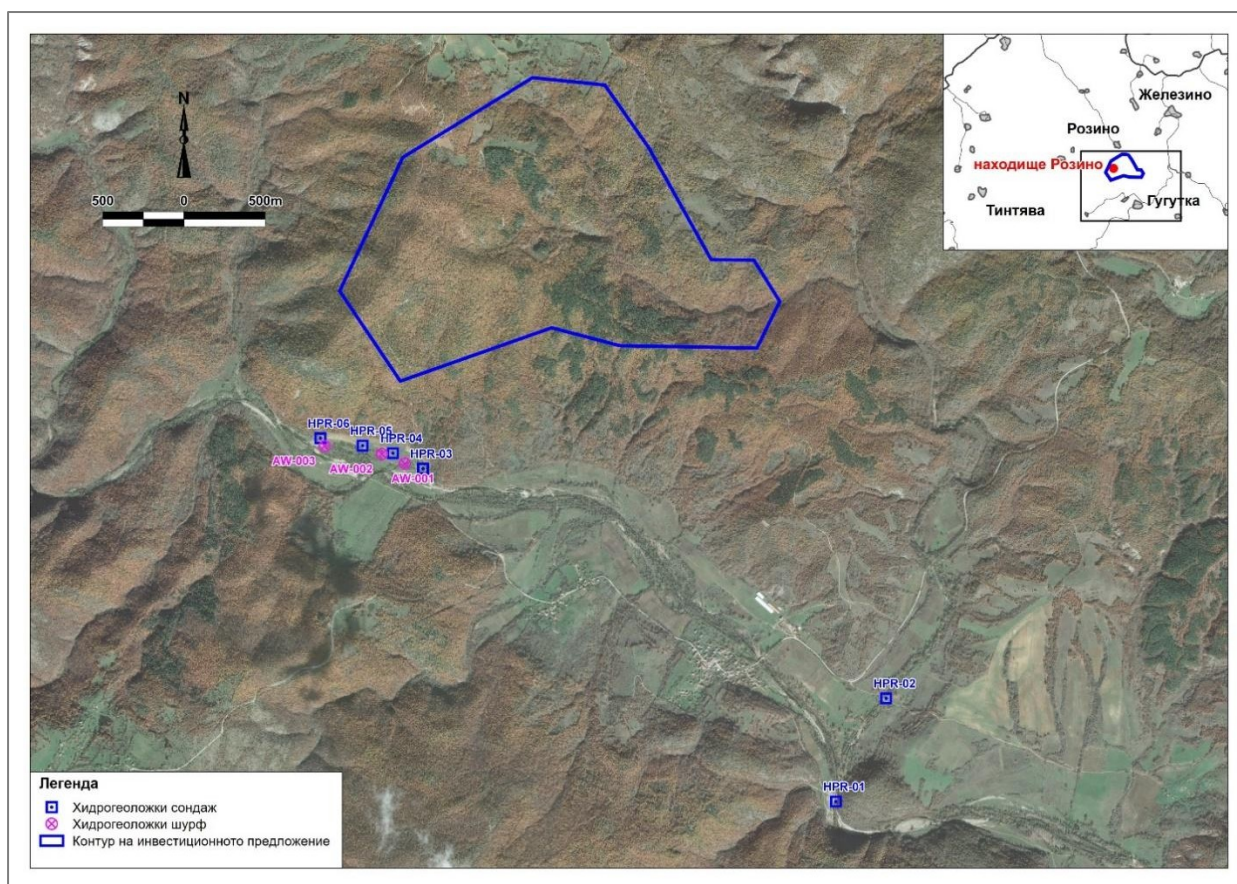 N
500 0 500m
Железино
Розино
находище Розино
Гугутка
Тинтява
HPR-06
HPR-05
HPR-04
HPR-03
AW-003
AW-002
AW-001
HPR-02
HPR-01
Легенда
Хидрогеоложки сондаж
Хидрогеоложки шурф
Контур на инвестиционното предложение